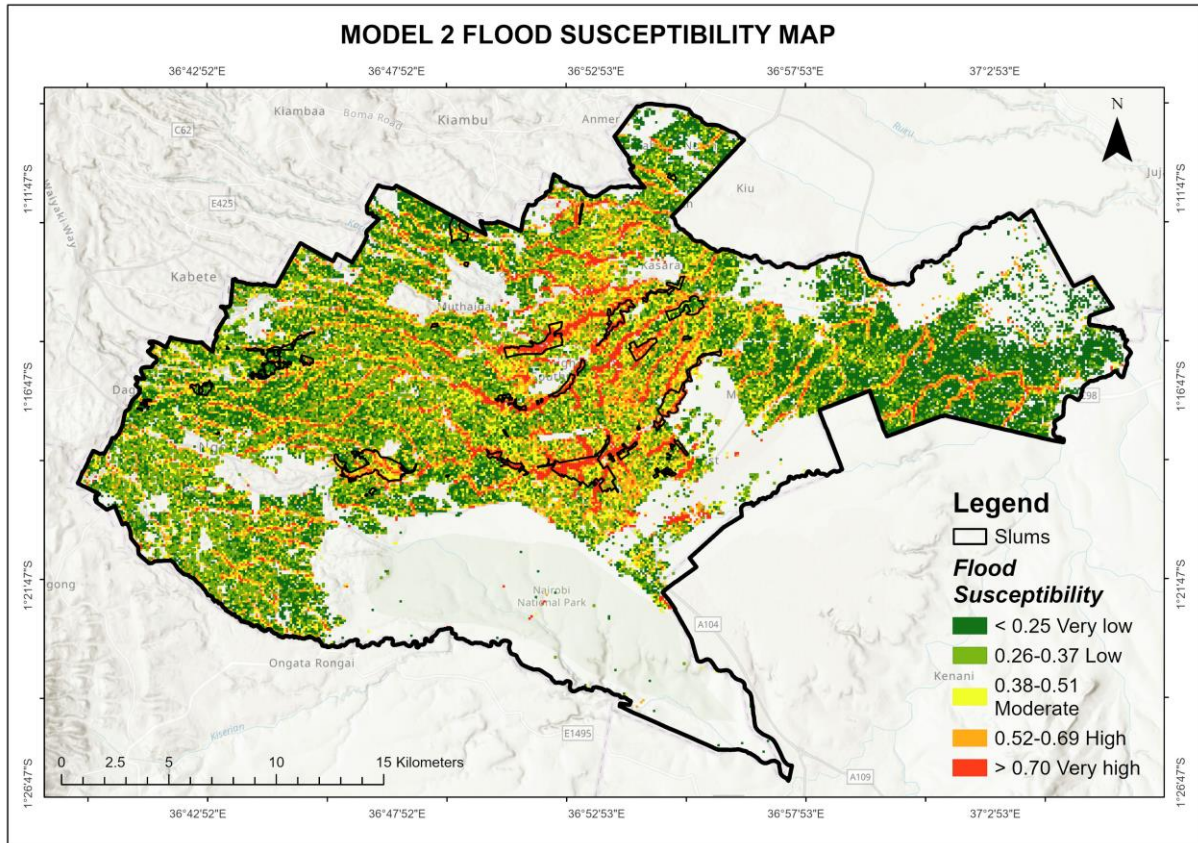 MODEL 2 FLOOD SUSCEPTIBILITY MAP
36°42'52"E 36°47'52"E 36°52'53"E 36°57'53"E 37°2'53"E
1°11'47"S
1°16'47"S
1°21'47"S
1°26'47"S
1°11'47"S
1°16'47"S
1°21'47"S
1°26'47"S
N
Kiambaa
Boma Road
Kiambu
C62
Ruru
Kiu
E425
Waiyaki Way
Kabete
Kasara
Muthaiga
Nairobi
National Park
A104
Ongata Rongai
Kenani
E1495
A109
Legend
Slums
Flood
Susceptibility
< 0.25 Very low
0.26-0.37 Low
0.38-0.51
Moderate
0.52-0.69 High
> 0.70 Very high
0 2.5 5 10 15 Kilometers
36°42'52"E 36°47'52"E 36°52'53"E 36°57'53"E 37°2'53"E